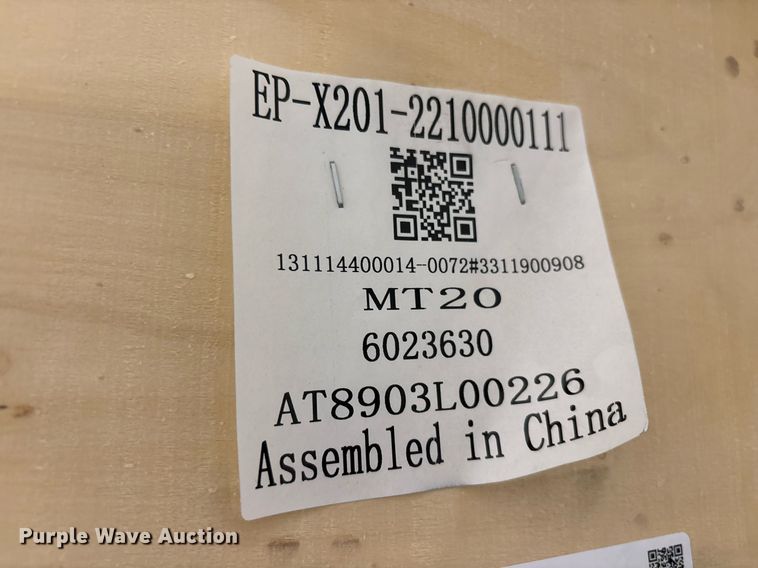 EP-X201-2210000111
131114400014-0072#3311900908
MT20
6023630
AT8903L00226
Assembled in China
Purple Wave Auction